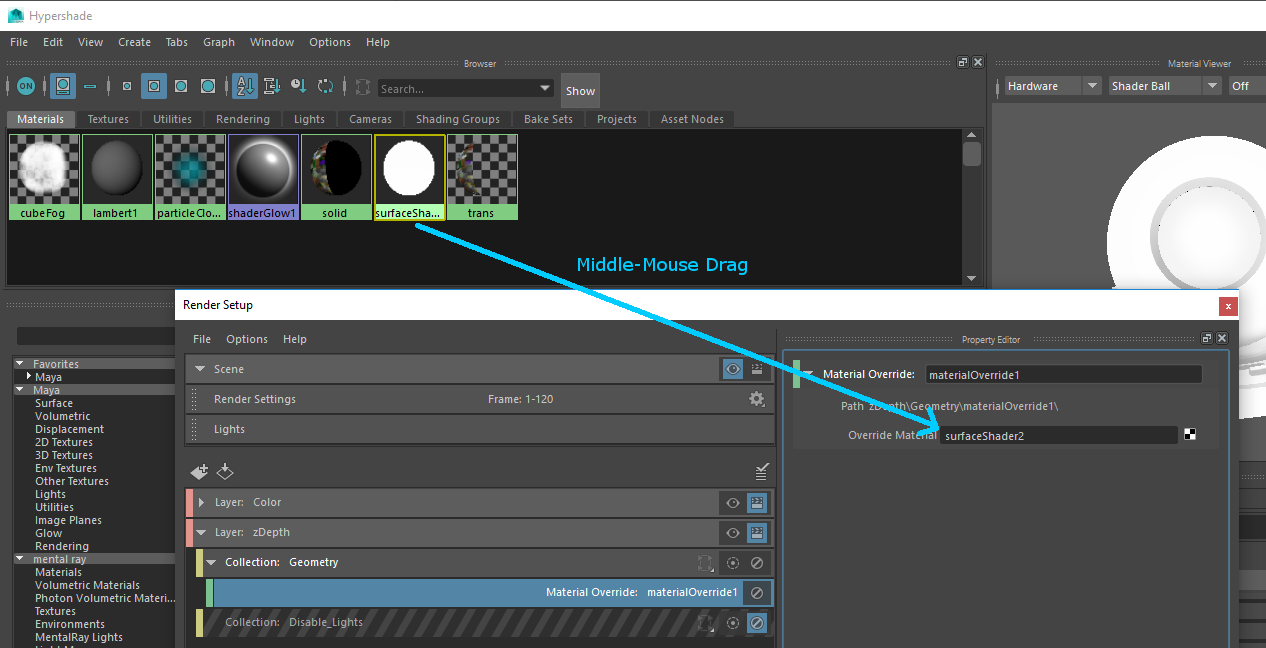 Hypershade
File Edit View Create Tabs Graph Window Options Help
Browser
Material Viewer
ON
Search...
Show
Hardware
Shader Ball
Off
Materials Textures Utilities Rendering Lights Cameras Shading Groups Bake Sets Projects Asset Nodes
cubeFog lambert1 particleClo... shaderGlow1 solid surfaceSha... trans
Middle-Mouse Drag
Render Setup
File Options Help
Property Editor
Scene
Render Settings Frame: 1-120
Lights
Layer: Color
Layer: zDepth
Collection: Geometry
Material Override: materialOverride1
Collection: Disable_Lights
Material Override: materialOverride1
Path zDepth\Geometry\materialOverride1\
Override Material surfaceShader2
Favorites
Maya
Maya
Surface
Volumetric
Displacement
2D Textures
3D Textures
Env Textures
Other Textures
Lights
Utilities
Image Planes
Glow
Rendering
mental ray
Materials
Volumetric Materials
Photon Volumetric Materi...
Textures
Environments
MentalRay Lights